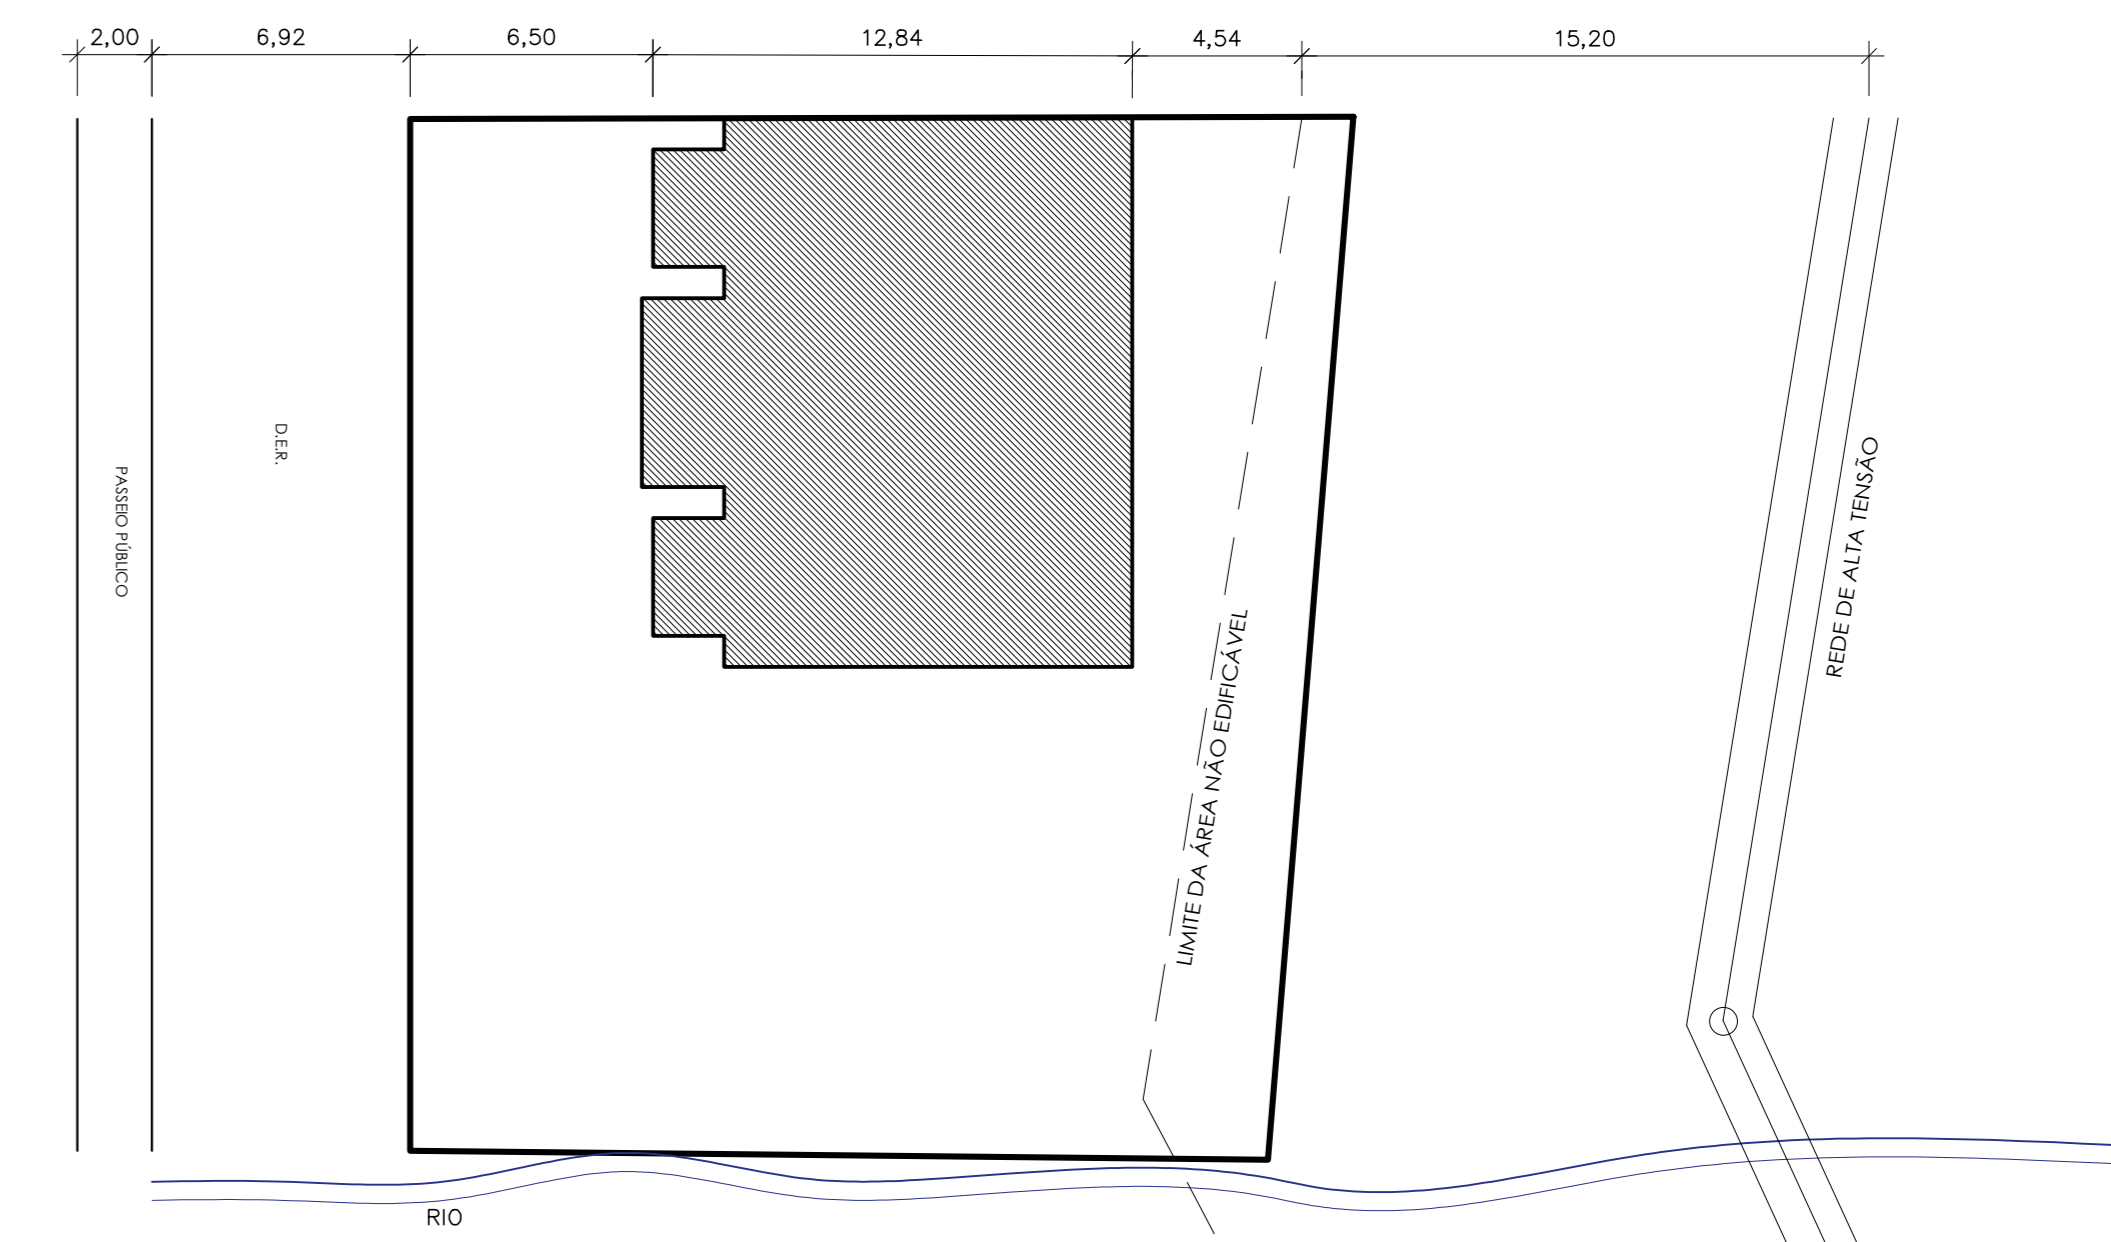 2,00
6,92
6,50
12,84
4,54
15,20
D.E.R.
PASSEIO PÚBLICO
REDE DE ALTA TENSÃO
LIMITE DA ÁREA NÃO EDIFICÁVEL
RIO